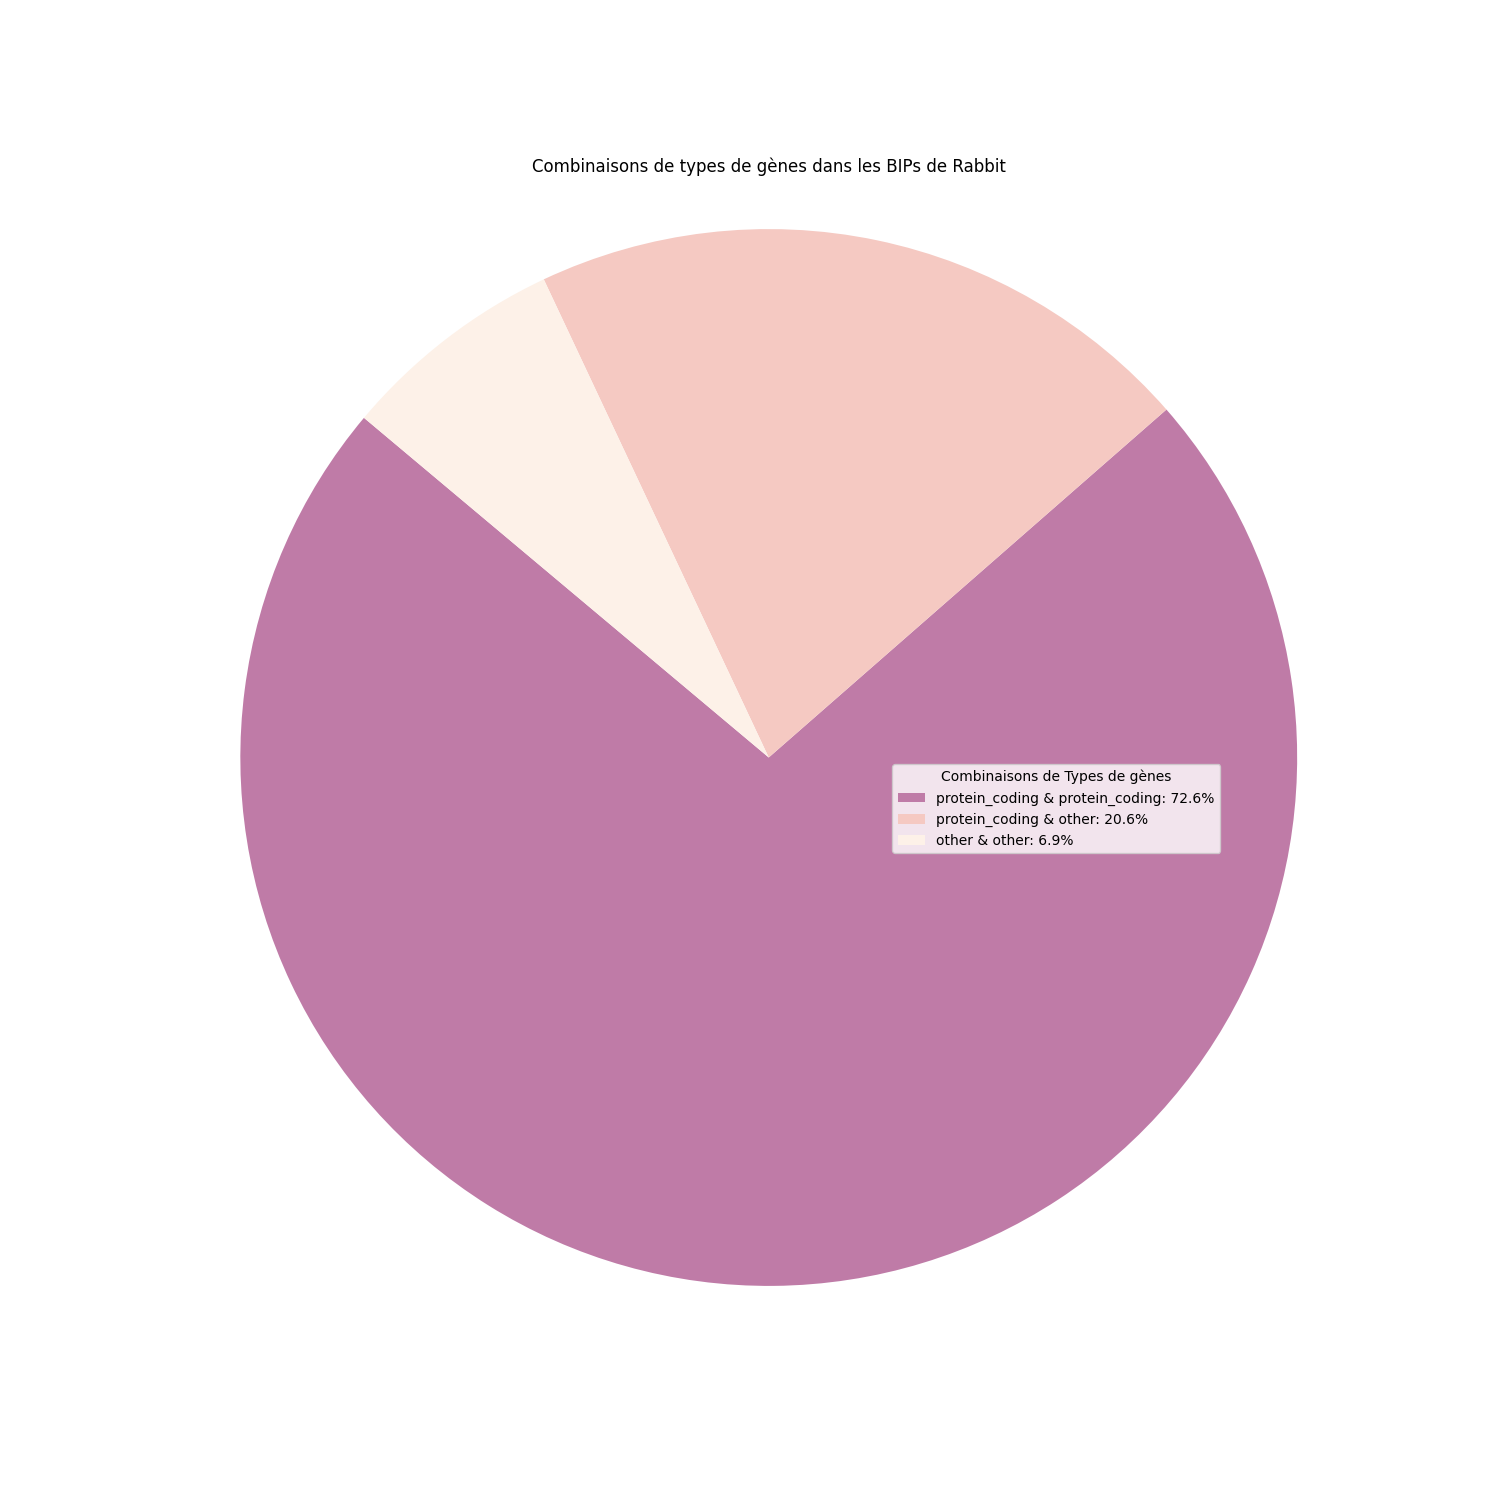 Combinaisons de types de gènes dans les BIPs de Rabbit
Combinaisons de Types de gènes
protein_coding & protein_coding: 72.6%
protein_coding & other: 20.6%
other & other: 6.9%